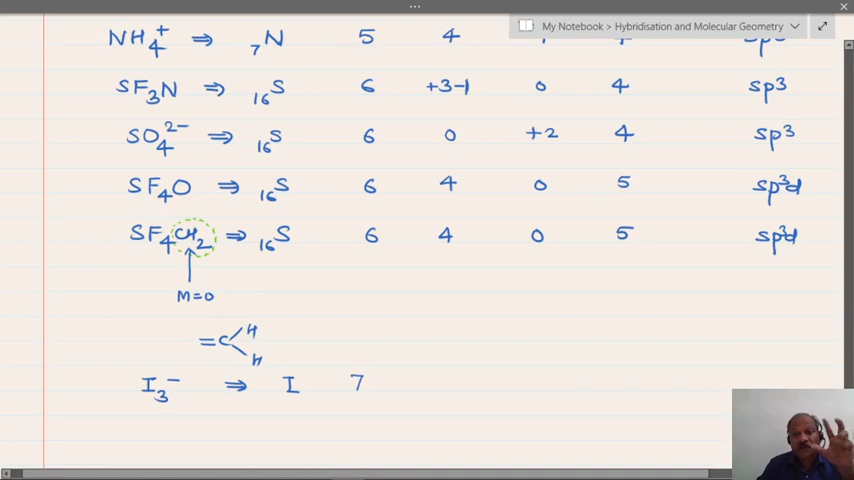 My Notebook > Hybridisation and Molecular Geometry
NH₄⁺ ⇒ ₇N 5 4
SF₃N ⇒ ₁₆S 6 +3-1 0 4 sp3
SO₄²⁻ ⇒ ₁₆S 6 0 +2 4 sp3
SF₄O ⇒ ₁₆S 6 4 0 5 sp³d
SF₄CH₂ ⇒ ₁₆S 6 4 0 5 sp³d
M=0
=C H
H
I₃⁻ ⇒ I 7